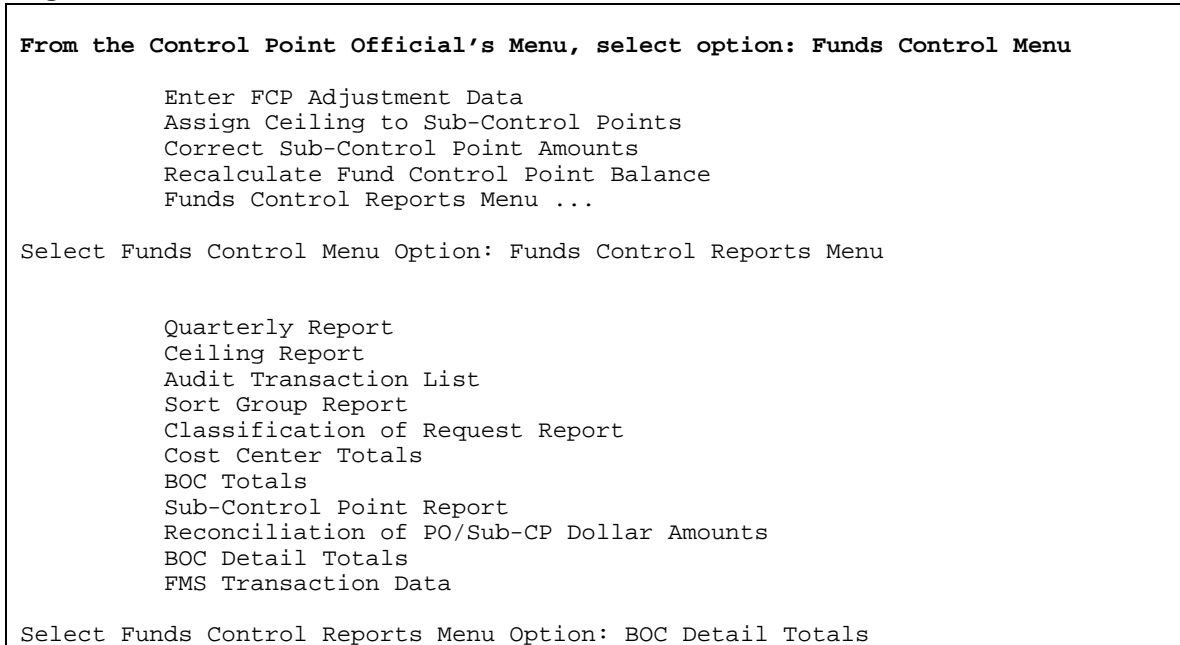 From the Control Point Official's Menu, select option: Funds Control Menu
Enter FCP Adjustment Data
Assign Ceiling to Sub-Control Points
Correct Sub-Control Point Amounts
Recalculate Fund Control Point Balance
Funds Control Reports Menu ...
Select Funds Control Menu Option: Funds Control Reports Menu
Quarterly Report
Ceiling Report
Audit Transaction List
Sort Group Report
Classification of Request Report
Cost Center Totals
BOC Totals
Sub-Control Point Report
Reconciliation of PO/Sub-CP Dollar Amounts
BOC Detail Totals
FMS Transaction Data
Select Funds Control Reports Menu Option: BOC Detail Totals